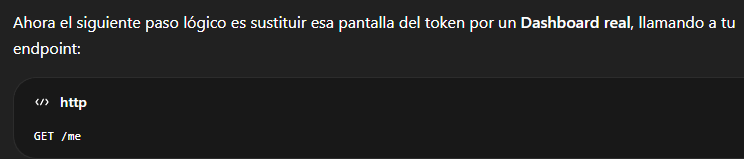 Ahora el siguiente paso lógico es sustituir esa pantalla del token por un Dashboard real, llamando a tu
endpoint:
</> http
GET /me